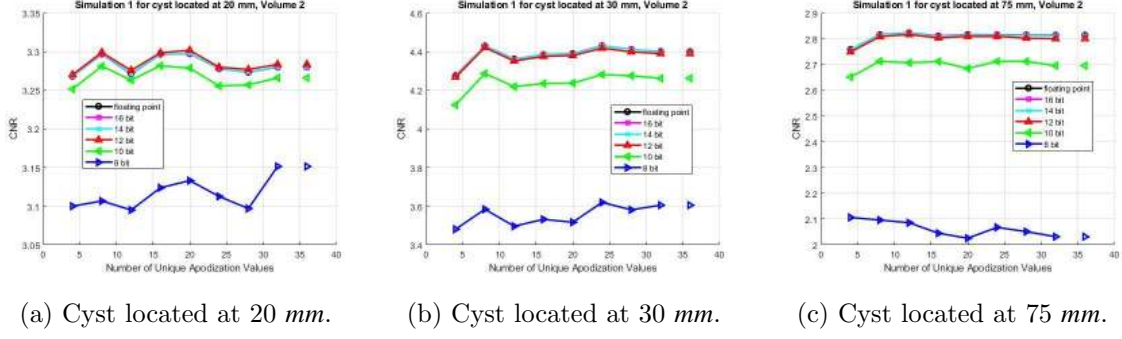 Simulation 1 for cyst located at 20 mm, Volume 2
3.35
3.3
3.25
3.2
3.15
3.1
3.05
CNR
floating point
16 bit
14 bit
12 bit
10 bit
8 bit
0 5 10 15 20 25 30 35 40
Number of Unique Apodization Values
(a) Cyst located at 20 mm.
Simulation 1 for cyst located at 30 mm, Volume 2
4.6
4.4
4.2
4
3.8
3.6
3.4
CNR
floating point
16 bit
14 bit
12 bit
10 bit
8 bit
0 5 10 15 20 25 30 35 40
Number of Unique Apodization Values
(b) Cyst located at 30 mm.
Simulation 1 for cyst located at 75 mm, Volume 2
2.9
2.8
2.7
2.6
2.5
2.4
2.3
2.2
2.1
2
CNR
floating point
16 bit
14 bit
12 bit
10 bit
8 bit
0 5 10 15 20 25 30 35 40
Number of Unique Apodization Values
(c) Cyst located at 75 mm.